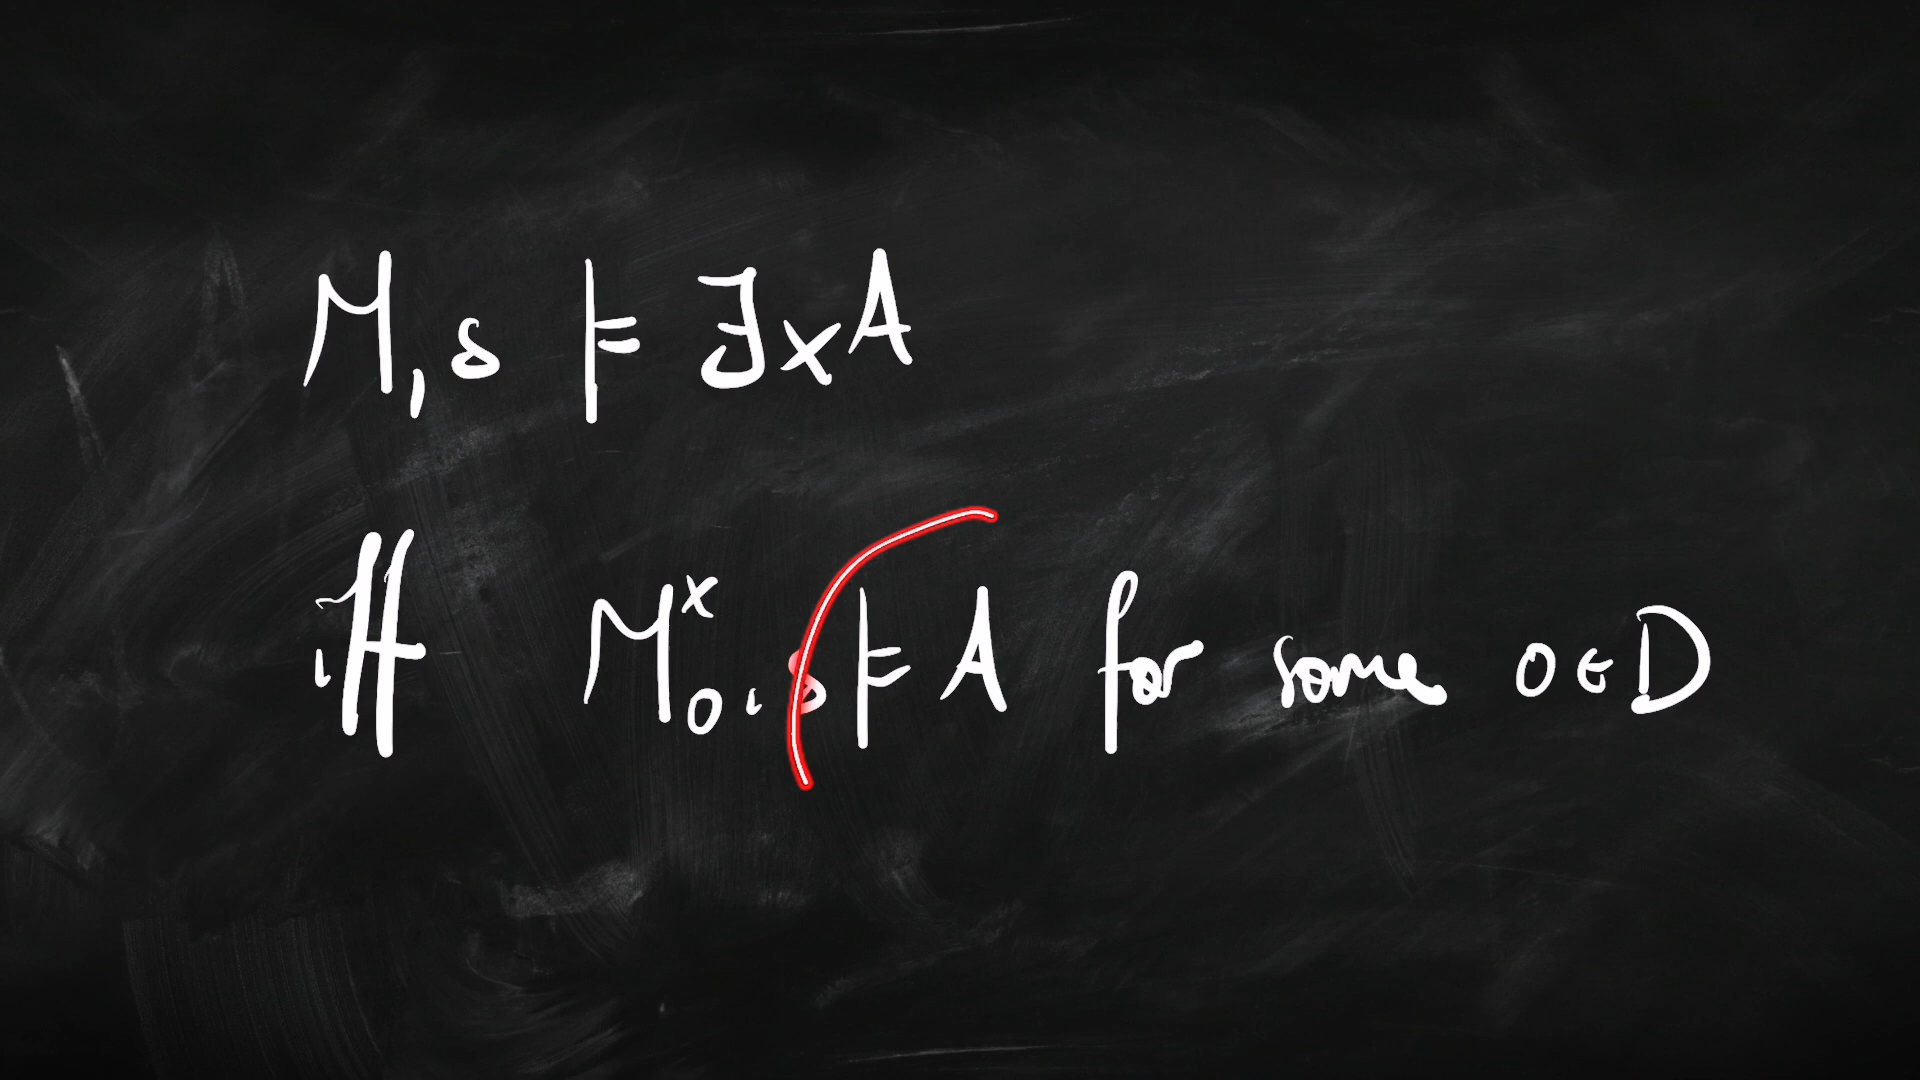 M, s ⊨ ∃xA
iff M^x_o, s ⊨ A for some o ∈ D